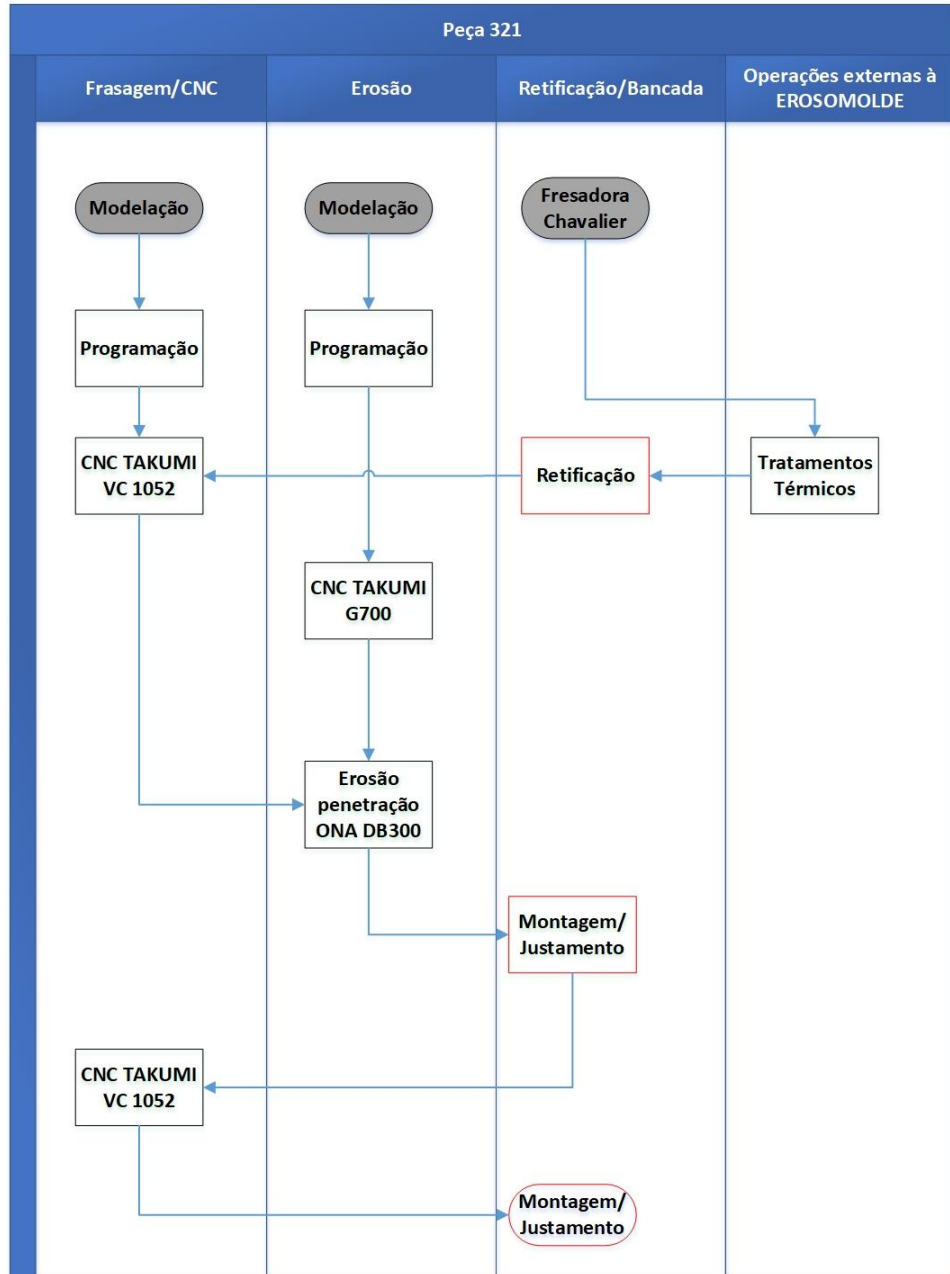 Peça 321
Frasagem/CNC
Erosão
Retificação/Bancada
Operações externas à
EROSOMOLDE
Modelação
Modelação
Fresadora
Chavalier
Programação
Programação
CNC TAKUMI
VC 1052
Retificação
Tratamentos
Térmicos
CNC TAKUMI
G700
Erosão
penetração
ONA DB300
Montagem/
Justamento
CNC TAKUMI
VC 1052
Montagem/
Justamento